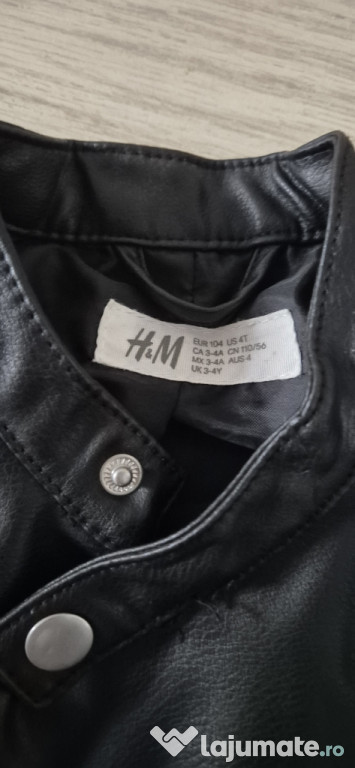 H&M
EUR 104 US 4T
CA 3-4A CN 110/56
MX 3-4A AUS 4
UK 3-4Y
lajumate.ro